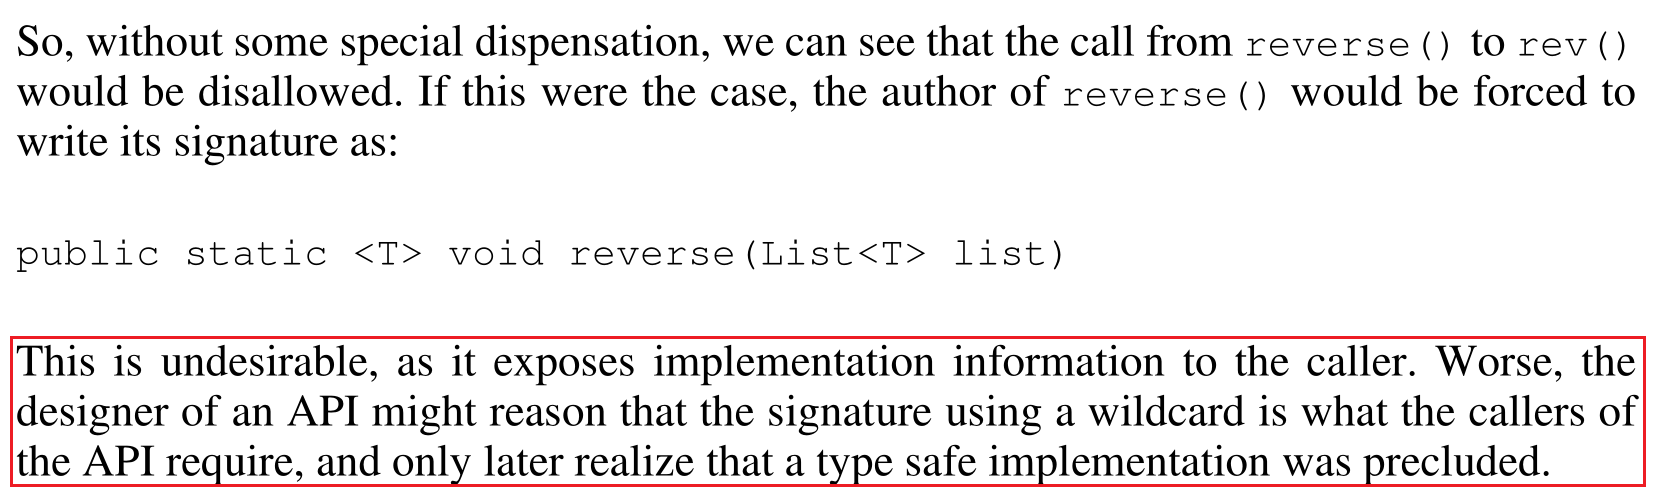 So, without some special dispensation, we can see that the call from reverse() to rev()
would be disallowed. If this were the case, the author of reverse() would be forced to
write its signature as:
public static <T> void reverse(List<T> list)
This is undesirable, as it exposes implementation information to the caller. Worse, the
designer of an API might reason that the signature using a wildcard is what the callers of
the API require, and only later realize that a type safe implementation was precluded.